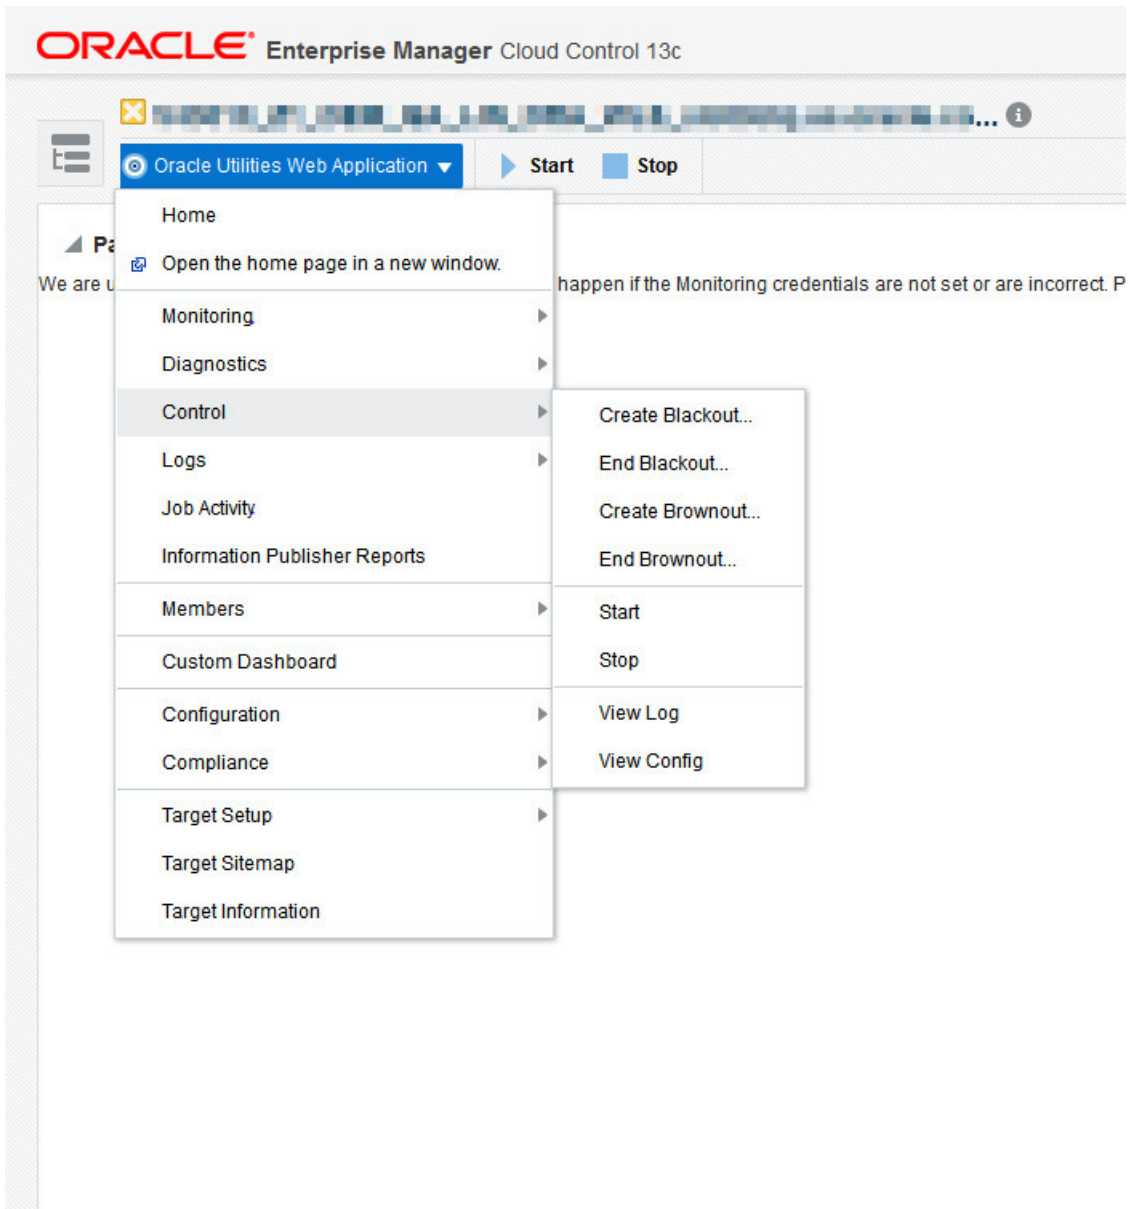 ORACLE Enterprise Manager Cloud Control 13c
...
Oracle Utilities Web Application Start Stop
Home
Open the home page in a new window.
We are happen if the Monitoring credentials are not set or are incorrect.
Monitoring
Diagnostics
Control
Logs
Job Activity
Information Publisher Reports
Members
Custom Dashboard
Configuration
Compliance
Target Setup
Target Sitemap
Target Information
Create Blackout...
End Blackout...
Create Brownout...
End Brownout...
Start
Stop
View Log
View Config